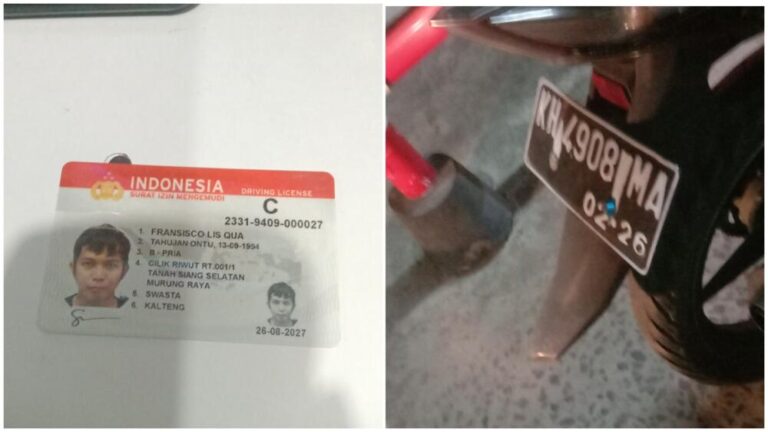 INDONESIA
DRIVING LICENSE
SURAT IZIN MENGEMUDI
C
2331-9409-000027
1. FRANSISCO LIS QUA
2. TAHUJAN ONTU, 13-09-1994
3. B - PRIA
4. CILIK RIWUT RT.001/1
TANAH SIANG SELATAN
MURUNG RAYA
5. SWASTA
6. KALTENG
26-08-2027
KH 4908 MA
02·26